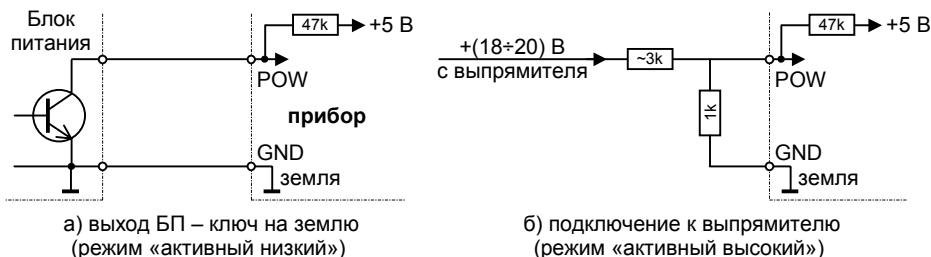 Блок
питания
47k
+5 В
POW
прибор
GND
земля
а) выход БП – ключ на землю
(режим «активный низкий»)
+(18÷20) В
с выпрямителя
~3k
1k
47k
+5 В
POW
GND
земля
б) подключение к выпрямителю
(режим «активный высокий»)